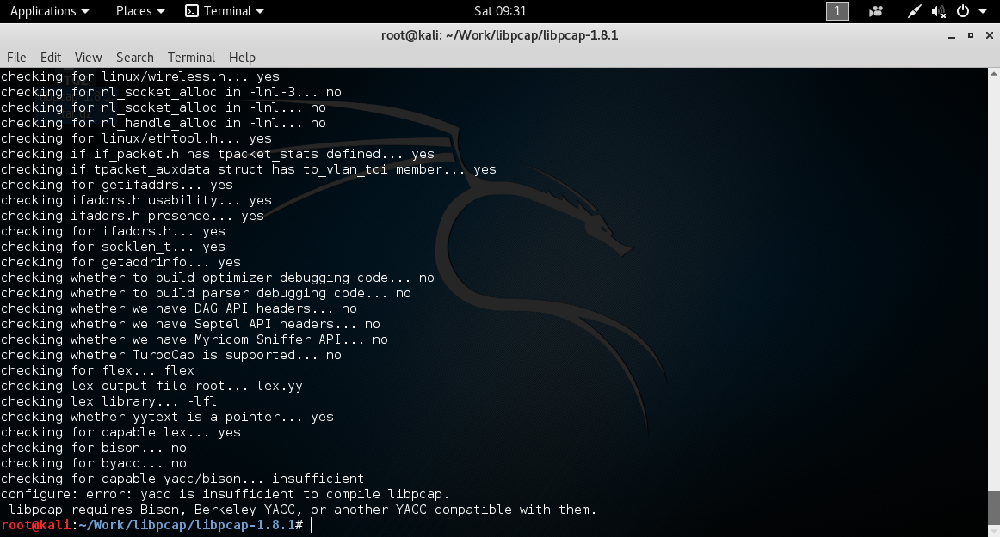 Applications Places Terminal Sat 09:31 1
root@kali: ~/Work/libpcap/libpcap-1.8.1
File Edit View Search Terminal Help
checking for linux/wireless.h... yes
checking for nl_socket_alloc in -lnl-3... no
checking for nl_socket_alloc in -lnl... no
checking for nl_handle_alloc in -lnl... no
checking for linux/ethtool.h... yes
checking if if_packet.h has tpacket_stats defined... yes
checking if tpacket_auxdata struct has tp_vlan_tci member... yes
checking for getifaddrs... yes
checking ifaddrs.h usability... yes
checking ifaddrs.h presence... yes
checking for ifaddrs.h... yes
checking for socklen_t... yes
checking for getaddrinfo... yes
checking whether to build optimizer debugging code... no
checking whether to build parser debugging code... no
checking whether we have DAG API headers... no
checking whether we have Septel API headers... no
checking whether we have Myricom Sniffer API... no
checking whether TurboCap is supported... no
checking for flex... flex
checking lex output file root... lex.yy
checking lex library... -lfl
checking whether yytext is a pointer... yes
checking for capable lex... yes
checking for bison... no
checking for byacc... no
checking for capable yacc/bison... insufficient
configure: error: yacc is insufficient to compile libpcap.
 libpcap requires Bison, Berkeley YACC, or another YACC compatible with them.
root@kali:~/Work/libpcap/libpcap-1.8.1#